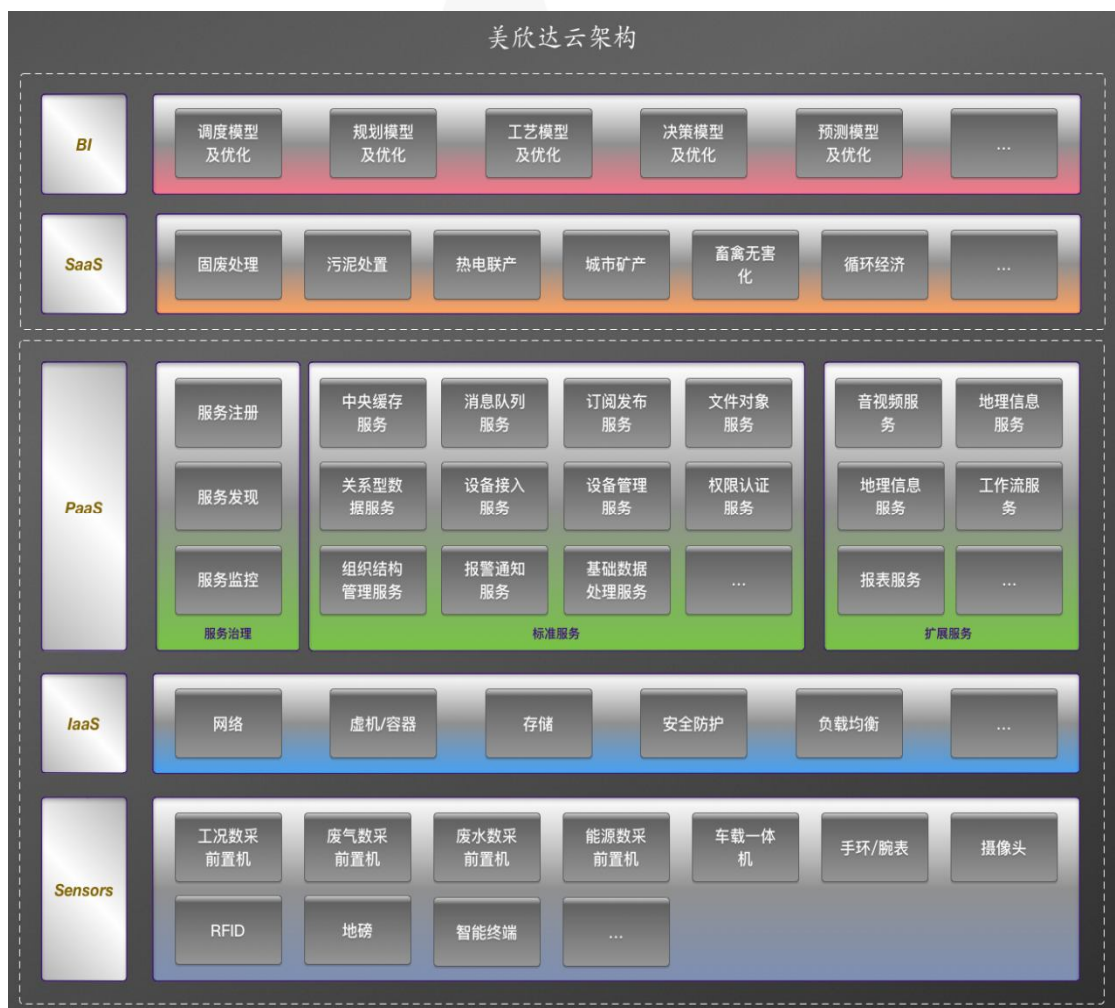 美欣达云架构
BI
调度模型
及优化
规划模型
及优化
工艺模型
及优化
决策模型
及优化
预测模型
及优化
...
SaaS
固废处理
污泥处置
热电联产
城市矿产
畜禽无害
化
循环经济
...
PaaS
服务注册
服务发现
服务监控
服务治理
中央缓存
服务
消息队列
服务
订阅发布
服务
文件对象
服务
关系型数
据服务
设备接入
服务
设备管理
服务
权限认证
服务
组织结构
管理服务
报警通知
服务
基础数据
处理服务
...
标准服务
音视频服
务
地理信息
服务
地理信息
服务
工作流服
务
报表服务
...
扩展服务
IaaS
网络
虚机/容器
存储
安全防护
负载均衡
...
Sensors
工况数采
前置机
废气数采
前置机
废水数采
前置机
能源数采
前置机
车载一体
机
手环/腕表
摄像头
RFID
地磅
智能终端
...